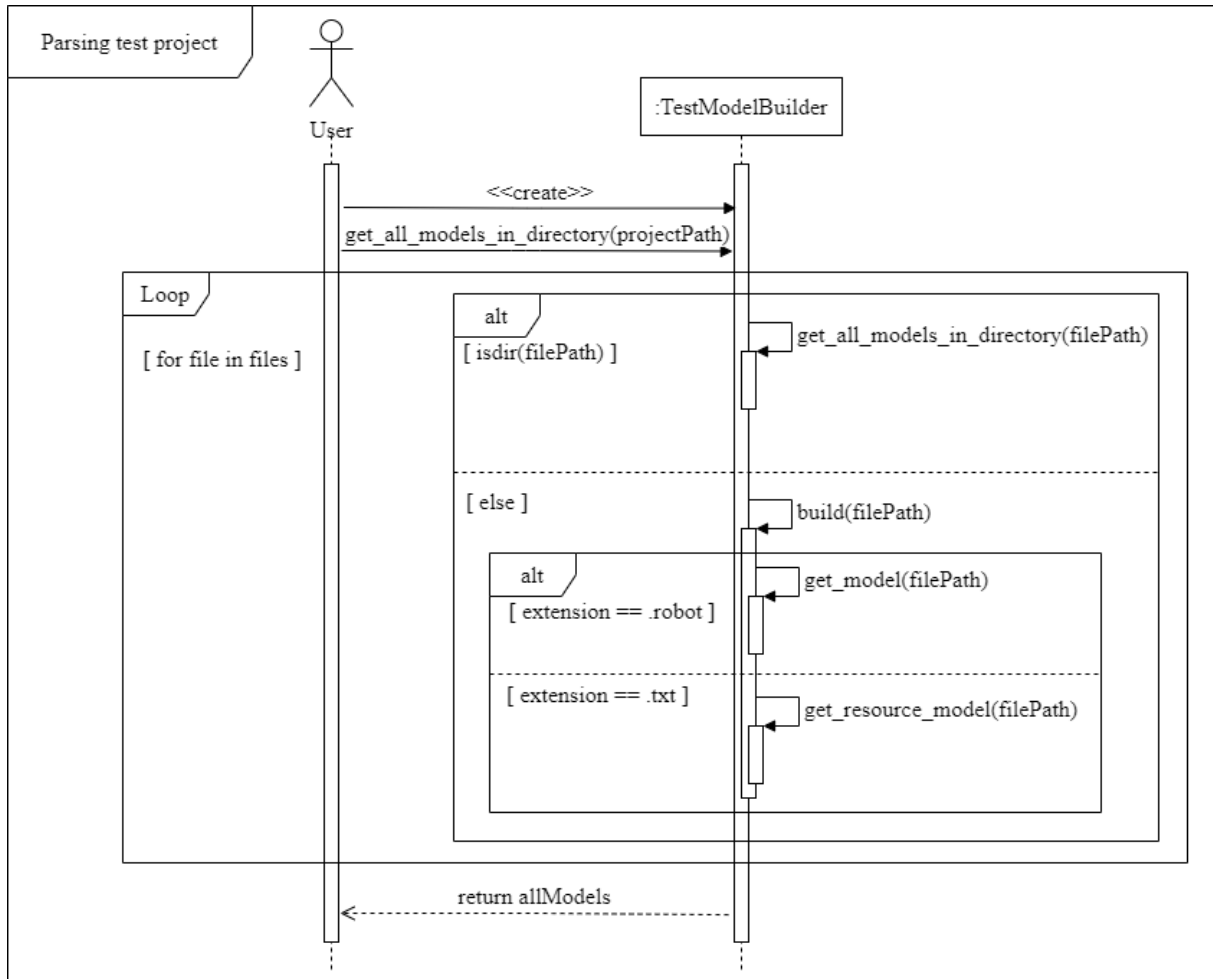 Parsing test project
User
:TestModelBuilder
<<create>>
get_all_models_in_directory(projectPath)
Loop
[ for file in files ]
alt
[ isdir(filePath) ]
get_all_models_in_directory(filePath)
[ else ]
build(filePath)
alt
[ extension == .robot ]
get_model(filePath)
[ extension == .txt ]
get_resource_model(filePath)
return allModels